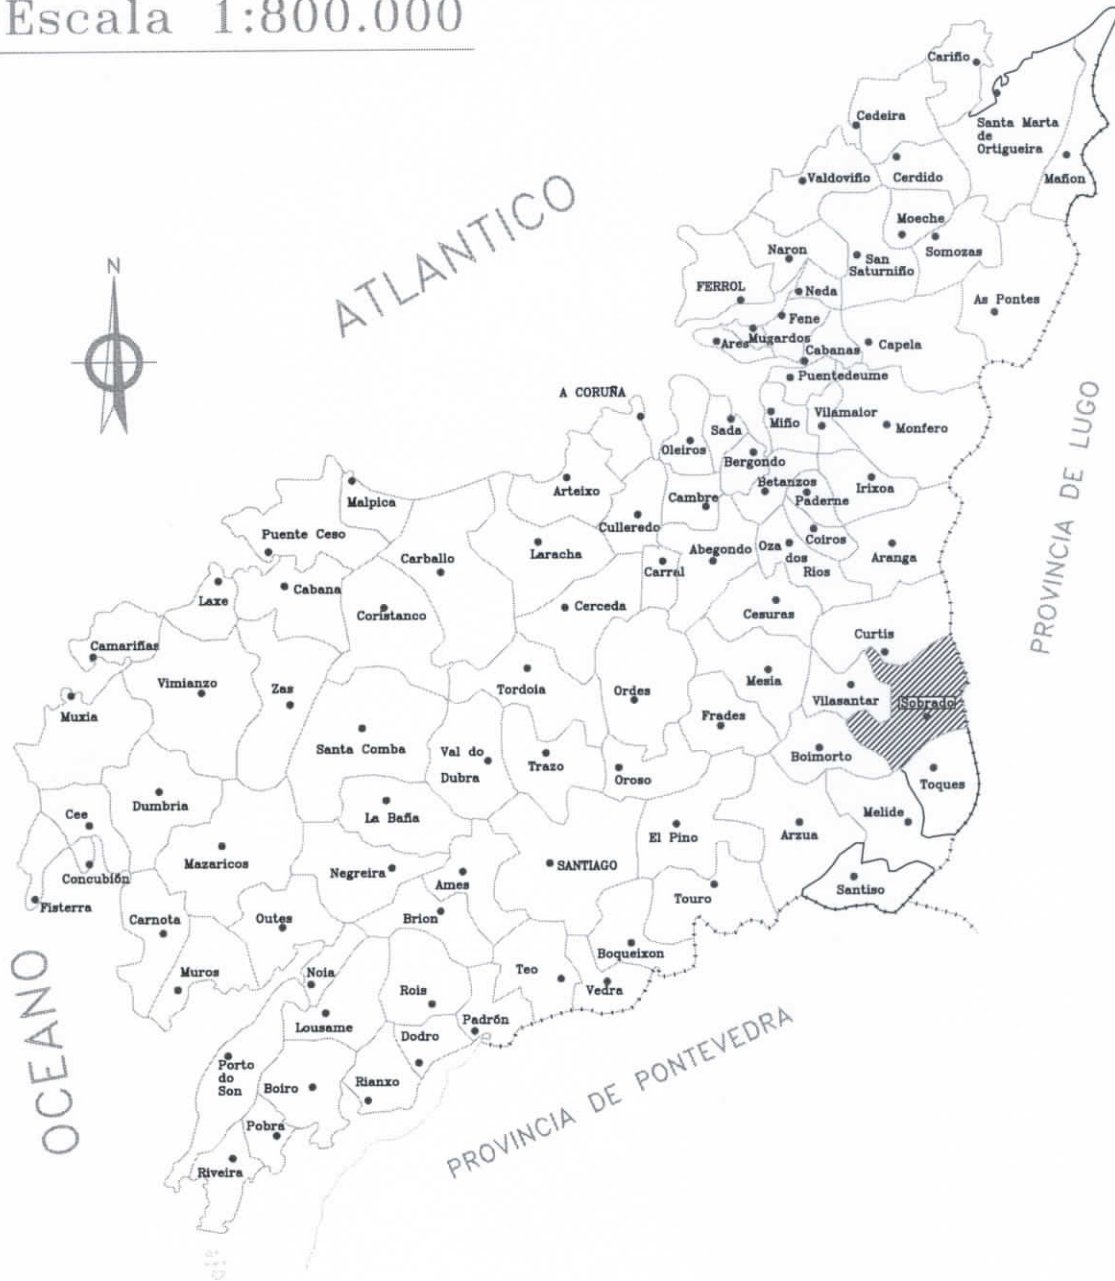 Escala 1:800.000
Cariño
Cedeira
Santa Marta
de
Ortigueira
Valdoviño
Cerdido
Mañon
ATLANTICO
Moeche
N
Naron
Somozas
San
Saturniño
FERROL
Neda
As Pontes
Fene
Mugardos
Ares
Capela
Cabanas
Puentedeume
A CORUÑA
Vilamaior
Miño
Monfero
Sada
Oleiros
Bergondo
PROVINCIA DE LUGO
Betanzos
Irixoa
Arteixo
Cambre
Paderne
Malpica
Culleredo
Puente Ceso
Coiros
Oza
dos
Rios
Abegondo
Laracha
Aranga
Carballo
Carral
Cabana
Laxe
Cerceda
Coristanco
Cesuras
Curtis
Camariñas
Mesia
Vimianzo
Zas
Tordoia
Ordes
Vilasantar
Sobrado
Muxia
Frades
Santa Comba
Val do
Dubra
Boimorto
Trazo
Oroso
Toques
Dumbria
Cee
La Baña
Melide
El Pino
Arzua
Mazaricos
SANTIAGO
Negreira
Concubión
Ames
Santiso
Touro
Fisterra
Carnota
Outes
Brion
Boqueixon
OCEANO
Muros
Noia
Teo
Vedra
Rois
Lousame
Padrón
Dodro
PROVINCIA DE PONTEVEDRA
Porto
do
Son
Boiro
Rianxo
Pobra
Riveira